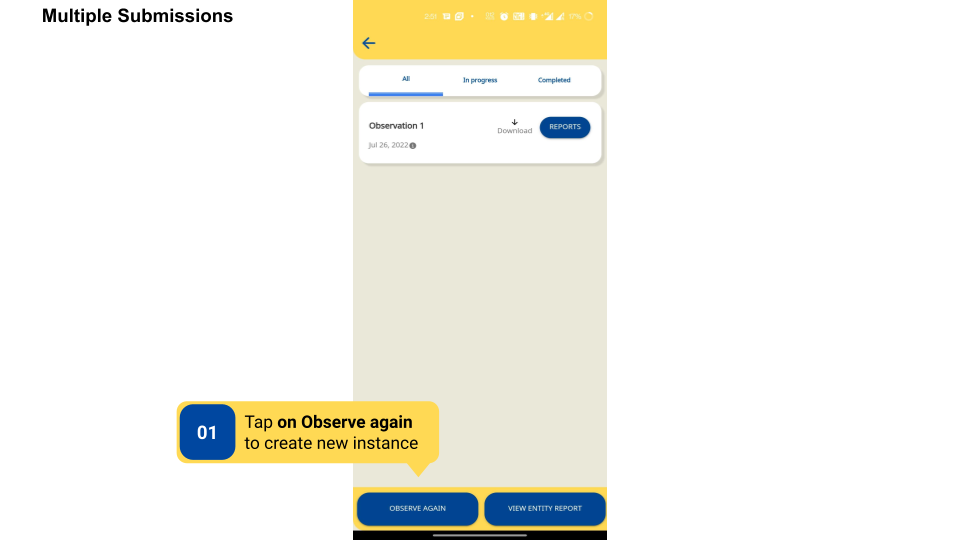 Multiple Submissions
All
In progress
Completed
Observation 1
Download
REPORTS
Jul 26, 2022
01
Tap on Observe again
to create new instance
OBSERVE AGAIN
VIEW ENTITY REPORT